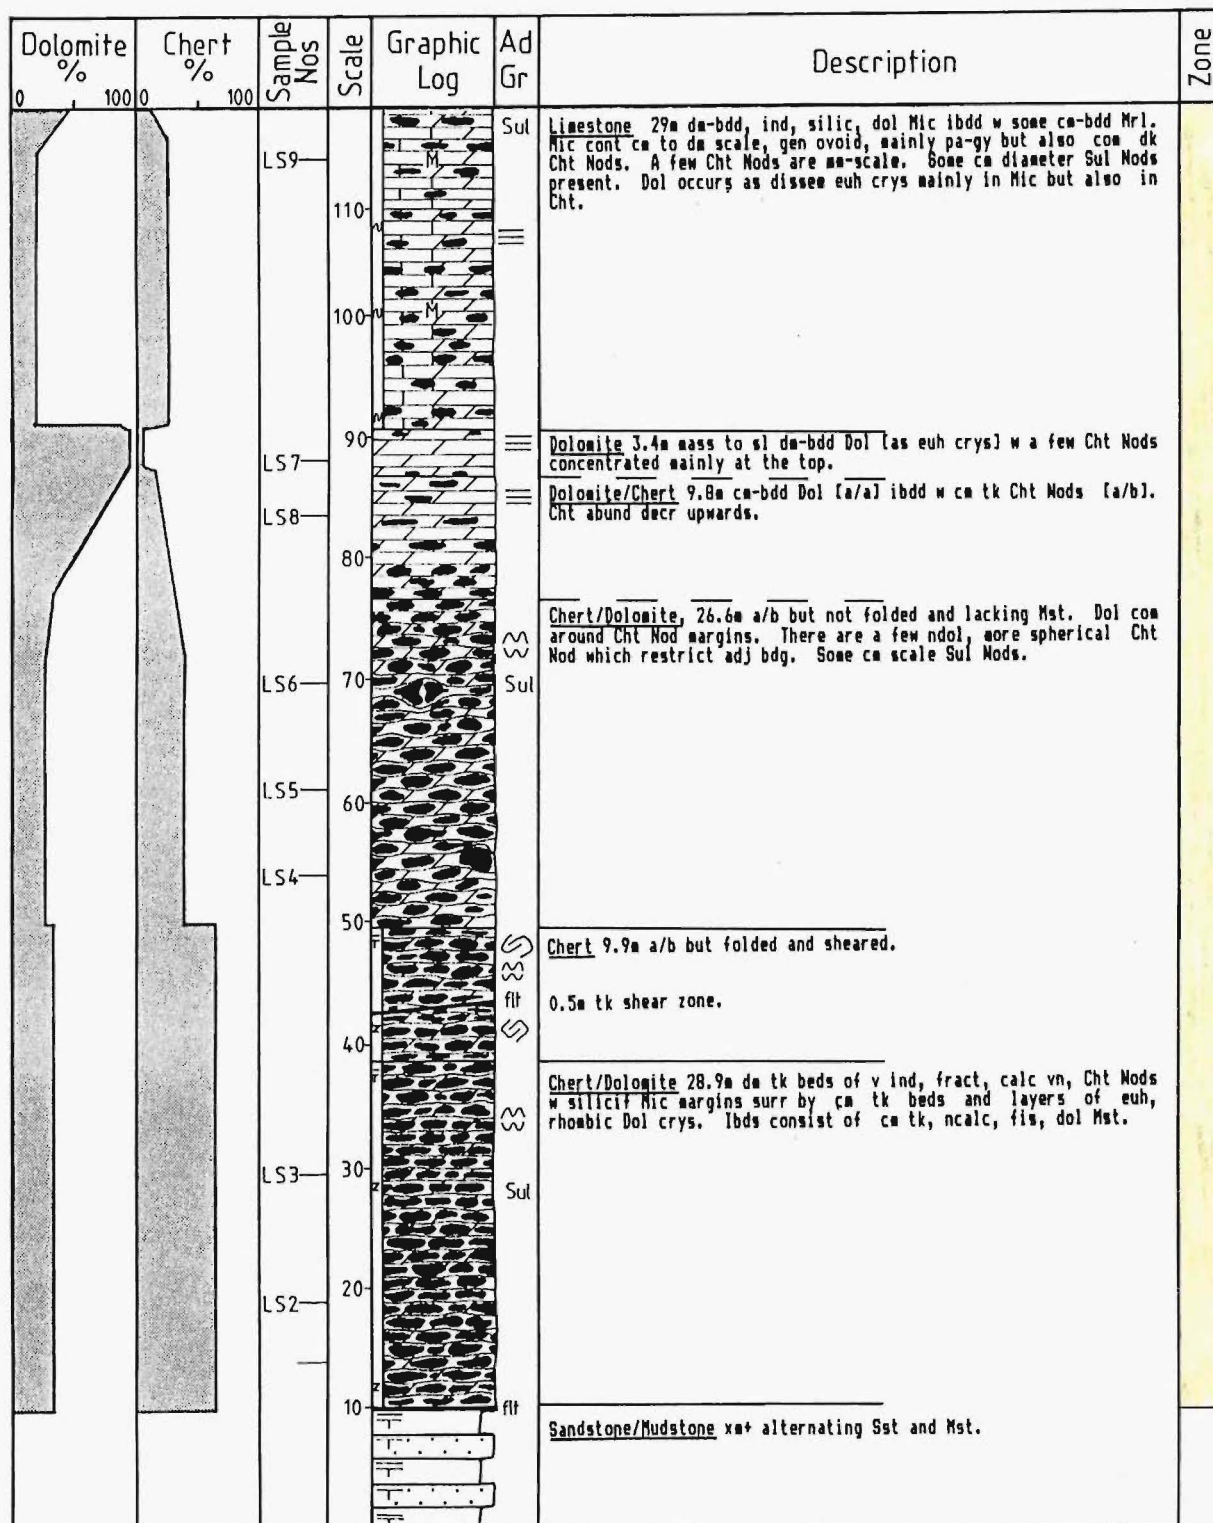 Dolomite
%
0 100
Chert
%
0 100
Sample
Nos
Scale
Graphic
Log
Ad
Gr
Description
Zone
Sul
Limestone 29m dm-bdd, ind, silic, dol Mic ibdd w some cm-bdd Mrl.
Mic cont cm to dm scale, gen ovoid, mainly pa-gy but also com dk
Cht Nods. A few Cht Nods are mm-scale. Some cm diameter Sul Nods
present. Dol occurs as dissem euh crys mainly in Mic but also in
Cht.
LS9
M
110
100
M
90
Dolomite 3.4m mass to sl dm-bdd Dol [as euh crys] w a few Cht Nods
concentrated mainly at the top.
LS7
Dolomite/Chert 9.8m cm-bdd Dol [a/a] ibdd w cm tk Cht Nods [a/b].
Cht abund decr upwards.
LS8
80
Chert/Dolomite, 26.6m a/b but not folded and lacking Mst. Dol com
around Cht Nod margins. There are a few ndol, more spherical Cht
Nod which restrict adj bdg. Some cm scale Sul Nods.
LS6
70
Sul
LS5
60
LS4
50
Chert 9.9m a/b but folded and sheared.
flt
0.5m tk shear zone.
40
Chert/Dolomite 28.9m dm tk beds of v ind, fract, calc vn, Cht Nods
w silicif Mic margins surr by cm tk beds and layers of euh,
rhombic Dol crys. Ibds consist of cm tk, ncalc, fis, dol Mst.
LS3
30
Sul
LS2
20
10
flt
Sandstone/Mudstone xm+ alternating Sst and Mst.